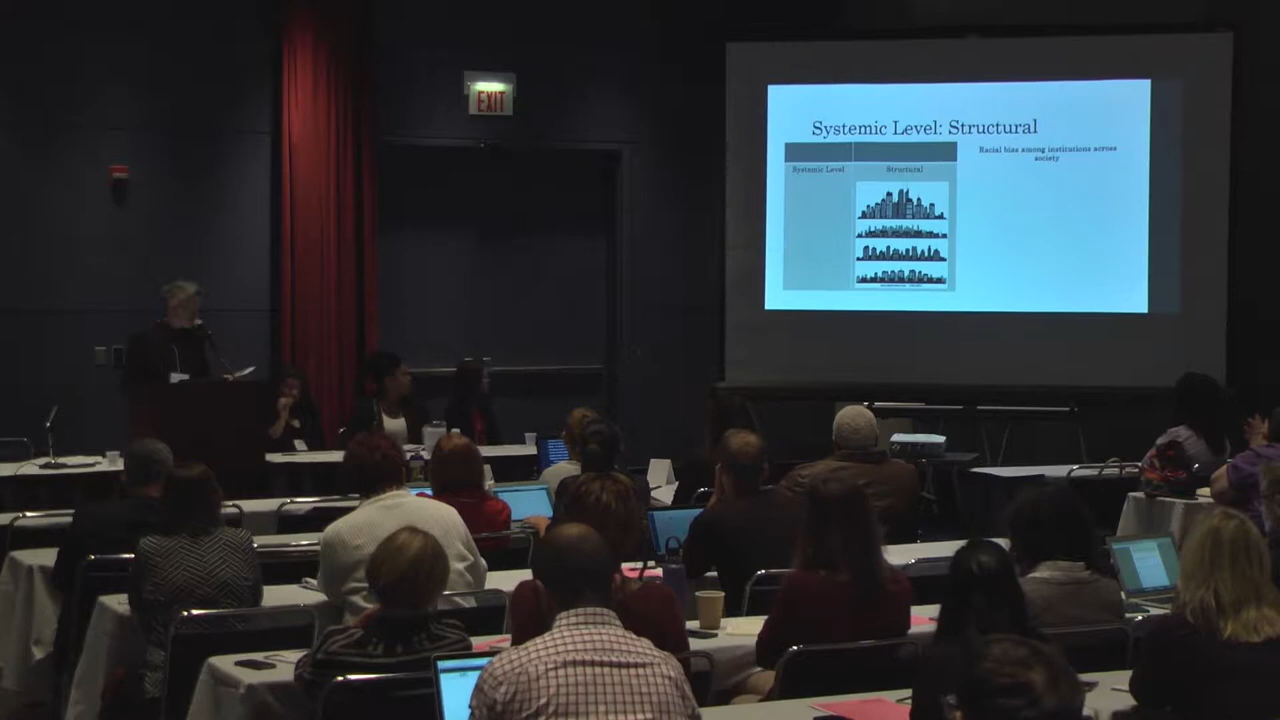 EXIT
Systemic Level: Structural
Racial bias among institutions across
society
Systemic Level
Structural